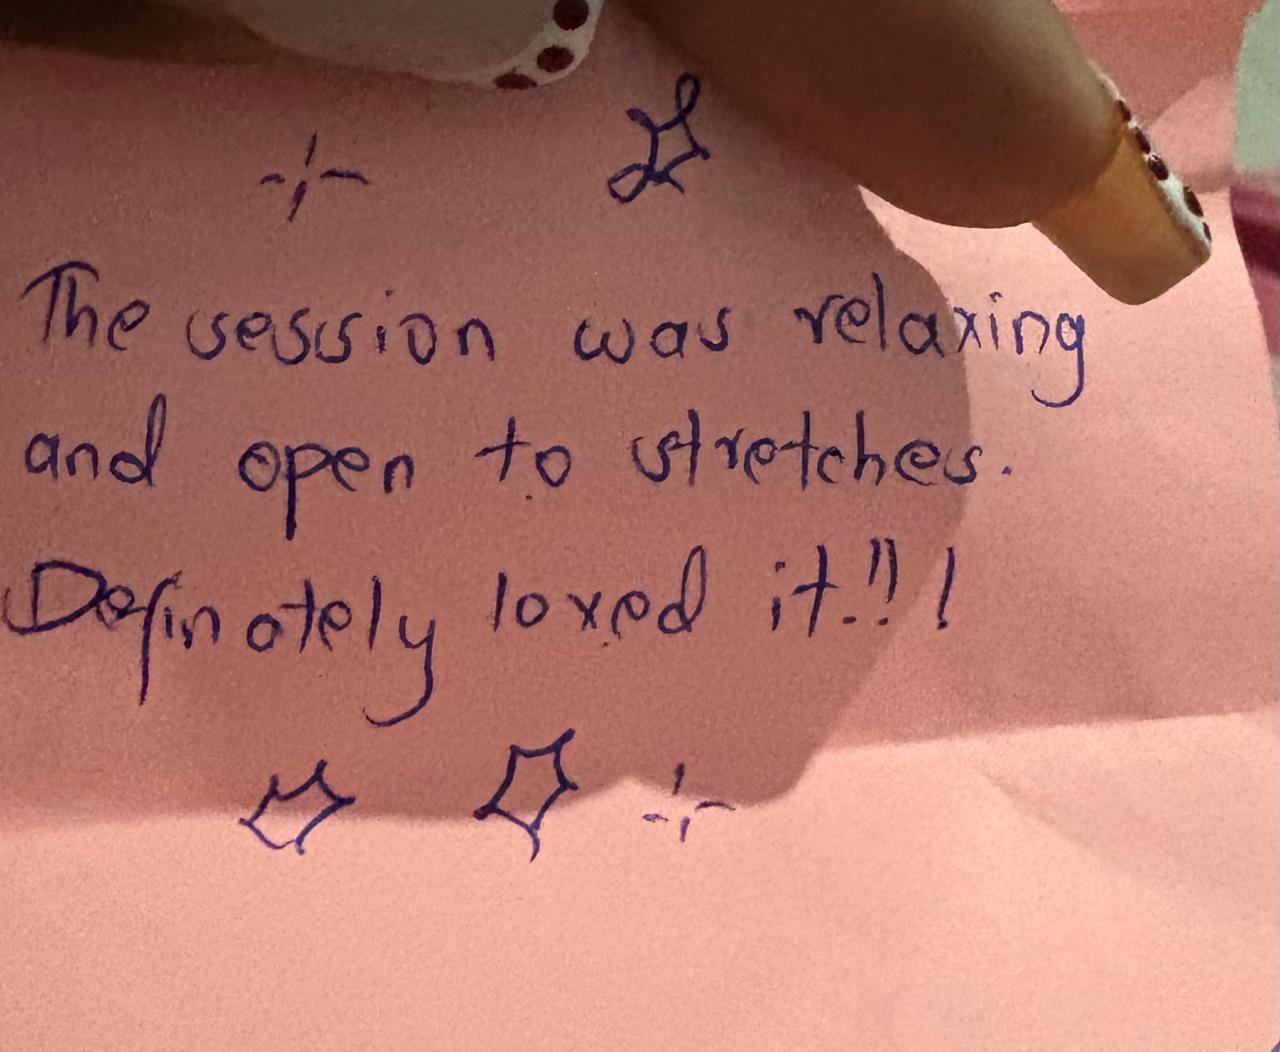 The session was relaxing
and open to stretches.
Definately loved it!!!